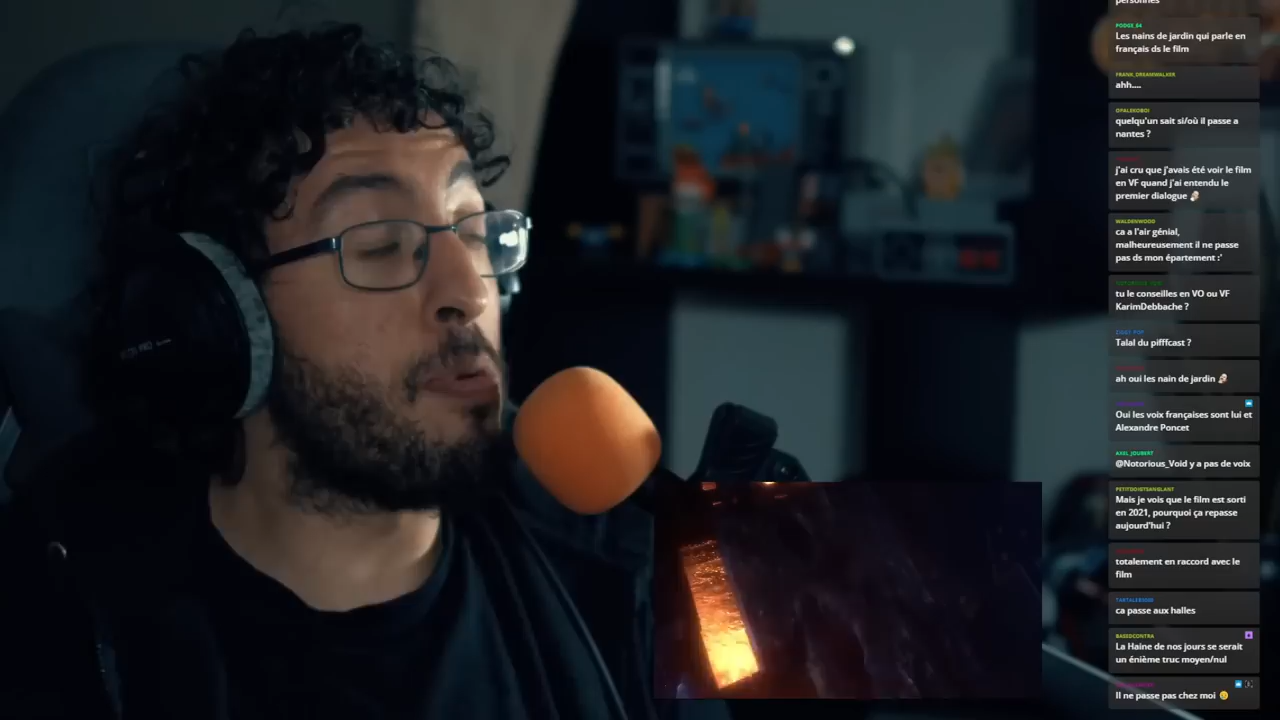 personnes
PODGE_64
Les nains de jardin qui parle en
français ds le film
FRANK_DREAMWALKER
ahh....
OPALEKOBOI
quelqu'un sait si/où il passe a
nantes ?
j'ai cru que j'avais été voir le film
en VF quand j'ai entendu le
premier dialogue
WALDENWOOD
ca a l'air génial,
malheureusement il ne passe
pas ds mon épartement :'
tu le conseilles en VO ou VF
KarimDebbache ?
Talal du pifffcast ?
ah oui les nain de jardin
Oui les voix françaises sont lui et
Alexandre Poncet
AXEL_JOUBERT
@Notorious_Void y a pas de voix
PETITDOIGTSANGLANT
Mais je vois que le film est sorti
en 2021, pourquoi ça repasse
aujourd'hui ?
totalement en raccord avec le
film
ca passe aux halles
BASEDCONTRA
La Haine de nos jours se serait
un énième truc moyen/nul
Il ne passe pas chez moi